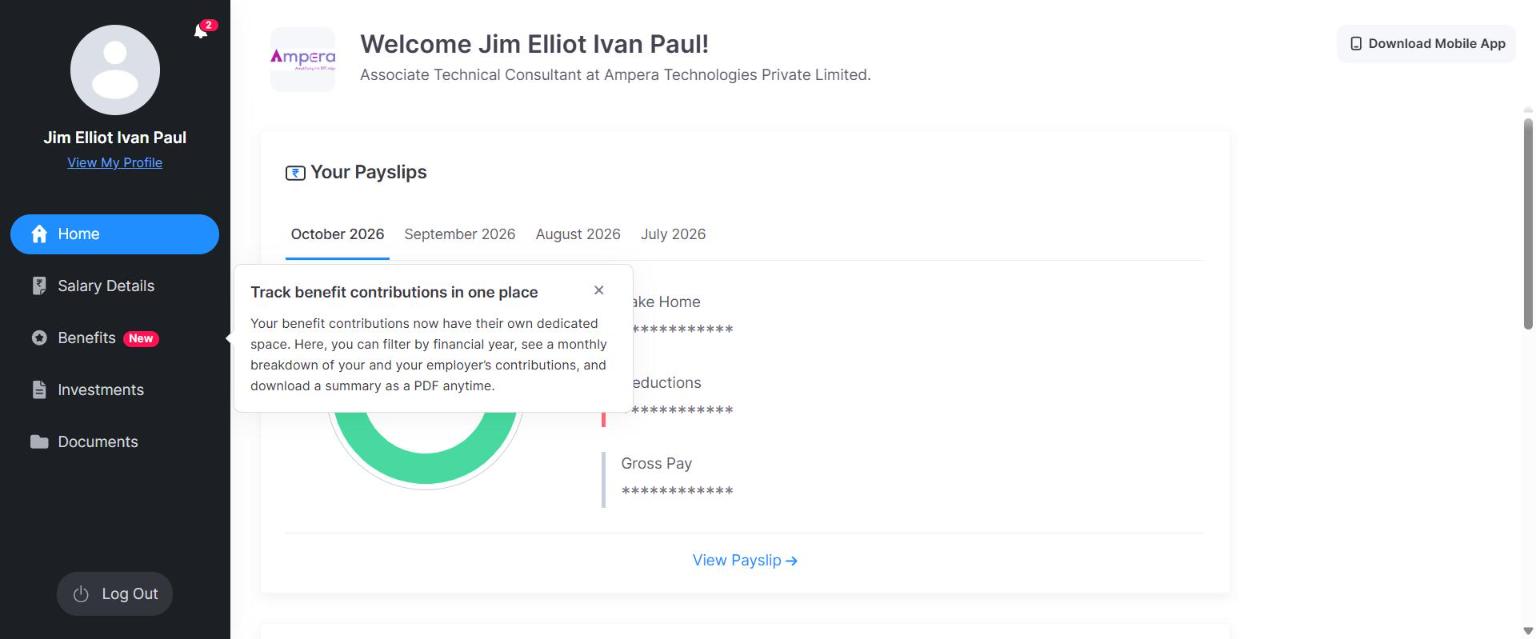 2
Jim Elliot Ivan Paul
View My Profile
Home
Salary Details
Benefits New
Investments
Documents
Log Out
Ampera
Welcome Jim Elliot Ivan Paul!
Associate Technical Consultant at Ampera Technologies Private Limited.
Download Mobile App
Your Payslips
October 2026 September 2026 August 2026 July 2026
Track benefit contributions in one place
Your benefit contributions now have their own dedicated
space. Here, you can filter by financial year, see a monthly
breakdown of your and your employer's contributions, and
download a summary as a PDF anytime.
ake Home
***********
eductions
***********
Gross Pay
************
View Payslip →